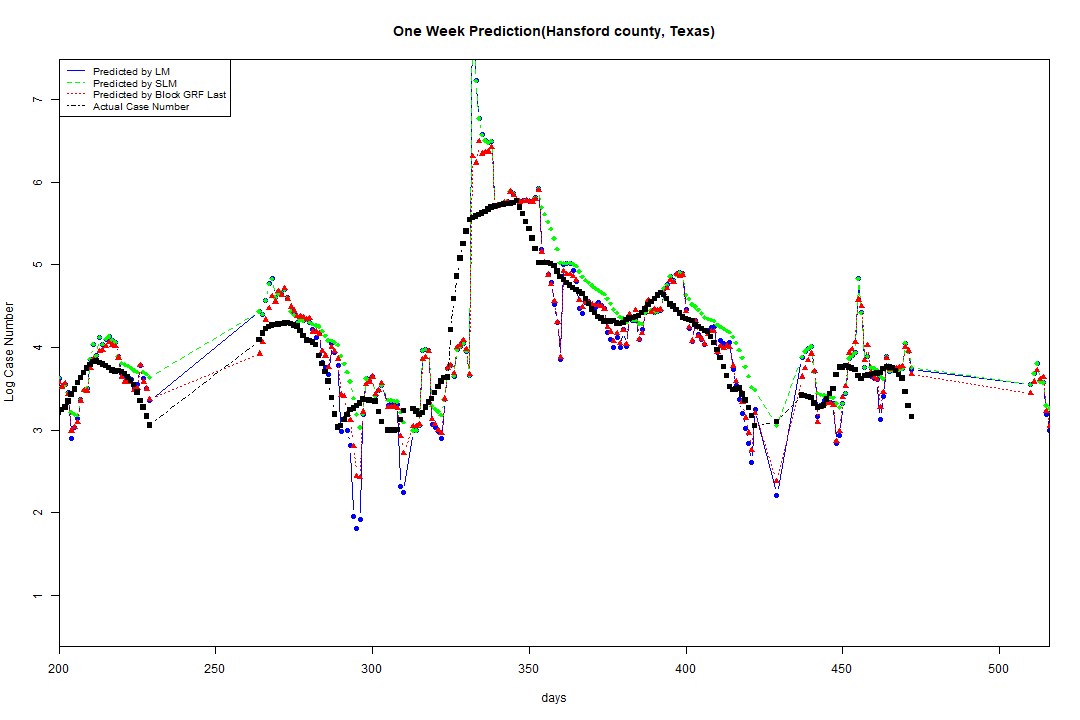 One Week Prediction(Hansford county, Texas)
Predicted by LM
Predicted by SLM
Predicted by Block GRF Last
Actual Case Number
Log Case Number
7
6
5
4
3
2
1
200 250 300 350 400 450 500
days